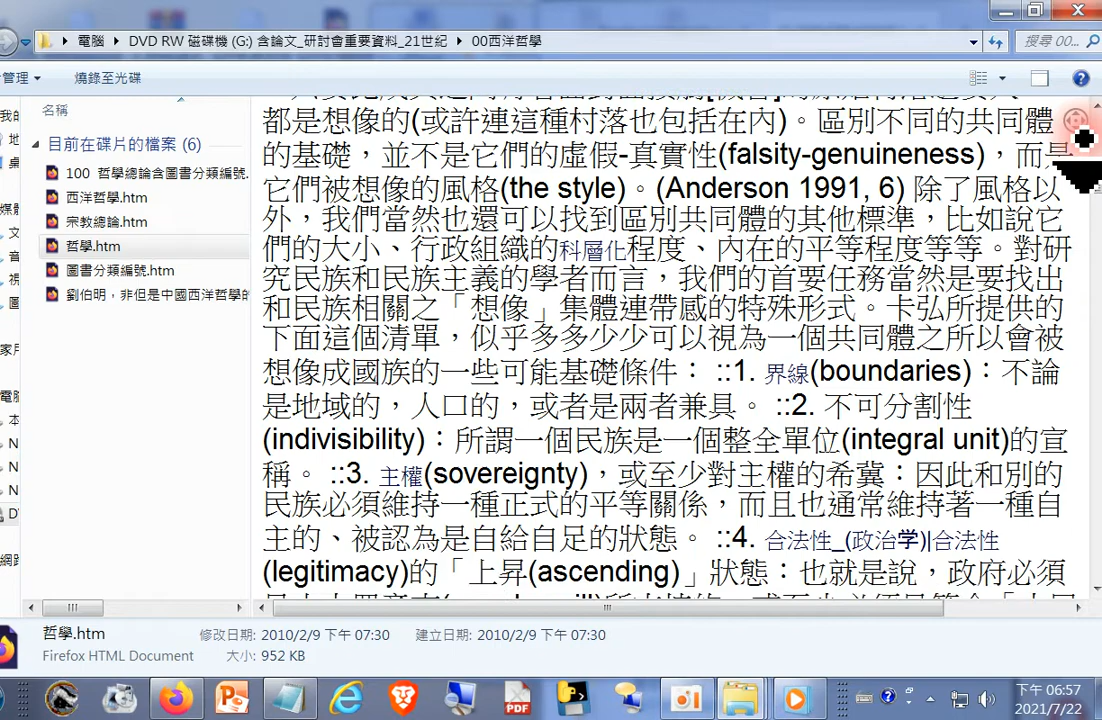 電腦 ▸ DVD RW 磁碟機 (G:) 含論文_研討會重要資料_21世紀 ▸ 00西洋哲學
搜尋 00...
管理 燒錄至光碟
名稱
目前在碟片的檔案 (6)
100 哲學總論含圖書分類編號.
西洋哲學.htm
宗教總論.htm
哲學.htm
圖書分類編號.htm
劉伯明，非但是中國西洋哲學的
都是想像的(或許連這種村落也包括在內)。區別不同的共同體
的基礎，並不是它們的虛假-真實性(falsity-genuineness)，而是
它們被想像的風格(the style)。(Anderson 1991, 6) 除了風格以
外，我們當然也還可以找到區別共同體的其他標準，比如說它
們的大小、行政組織的科層化程度、內在的平等程度等等。對研
究民族和民族主義的學者而言，我們的首要任務當然是要找出
和民族相關之「想像」集體連帶感的特殊形式。卡弘所提供的
下面這個清單，似乎多多少少可以視為一個共同體之所以會被
想像成國族的一些可能基礎條件： ::1. 界線(boundaries)：不論
是地域的，人口的，或者是兩者兼具。 ::2. 不可分割性
(indivisibility)：所謂一個民族是一個整全單位(integral unit)的宣
稱。 ::3. 主權(sovereignty)，或至少對主權的希冀：因此和別的
民族必須維持一種正式的平等關係，而且也通常維持著一種自
主的、被認為是自給自足的狀態。 ::4. 合法性_(政治学)|合法性
(legitimacy)的「上昇(ascending)」狀態：也就是說，政府必須
哲學.htm 修改日期: 2010/2/9 下午 07:30 建立日期: 2010/2/9 下午 07:30
Firefox HTML Document 大小: 952 KB
PDF
下午 06:57
2021/7/22